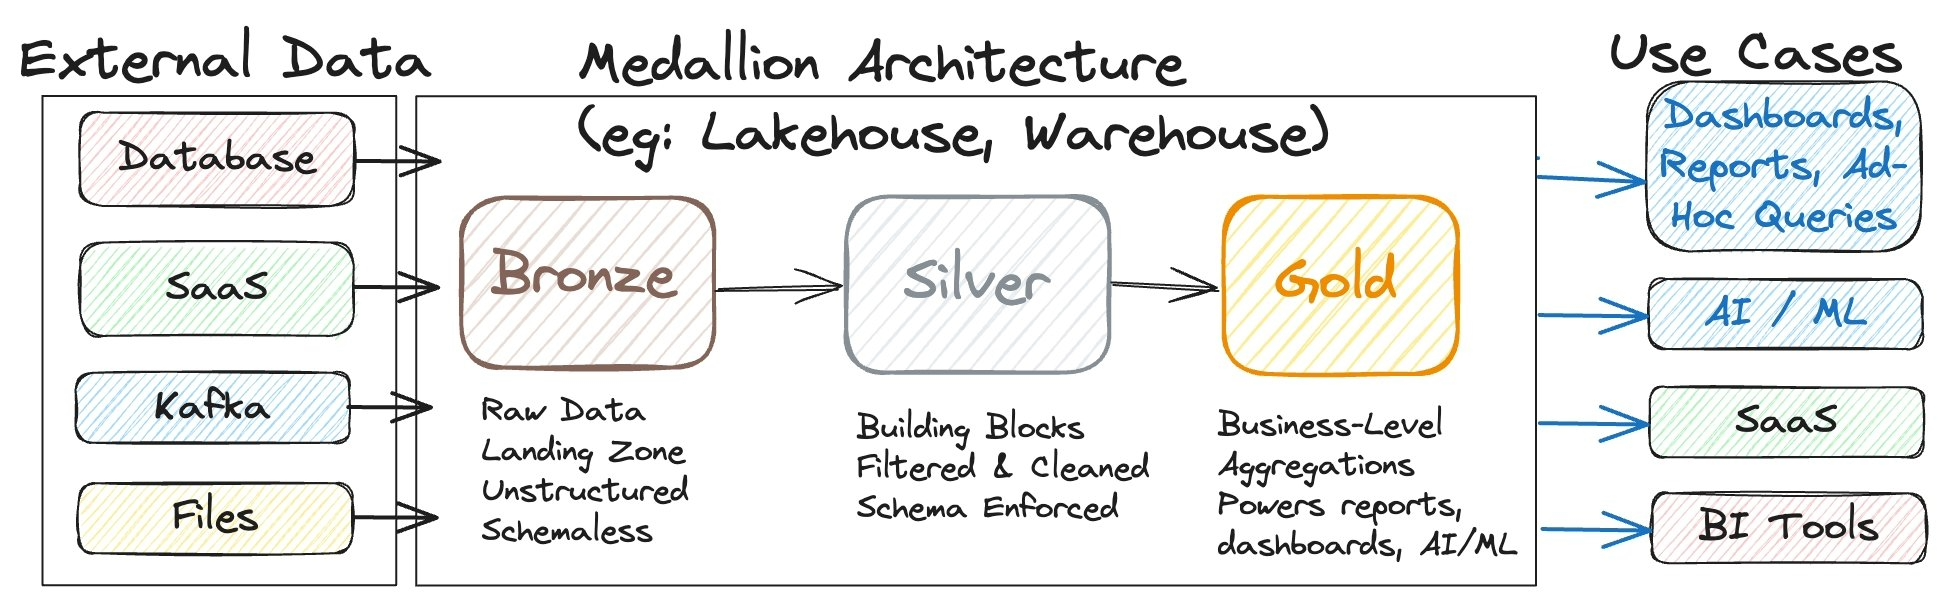 External Data
Database
SaaS
Kafka
Files
Medallion Architecture
(eg: Lakehouse, Warehouse)
Bronze
Raw Data
Landing Zone
Unstructured
Schemaless
Silver
Building Blocks
Filtered & Cleaned
Schema Enforced
Gold
Business-Level
Aggregations
Powers reports,
dashboards, AI/ML
Use Cases
Dashboards,
Reports, Ad-
Hoc Queries
AI / ML
SaaS
BI Tools